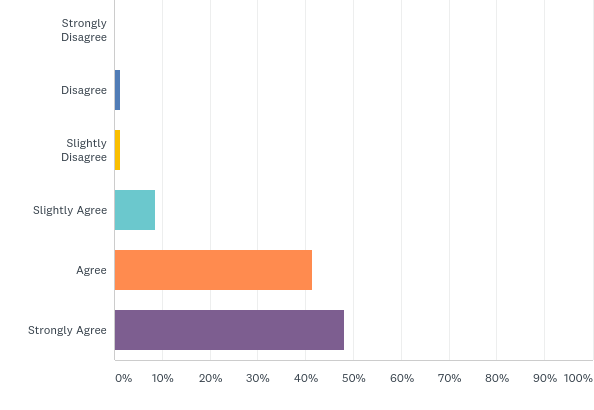 Strongly
Disagree
Disagree
Slightly
Disagree
Slightly Agree
Agree
Strongly Agree
0% 10% 20% 30% 40% 50% 60% 70% 80% 90% 100%